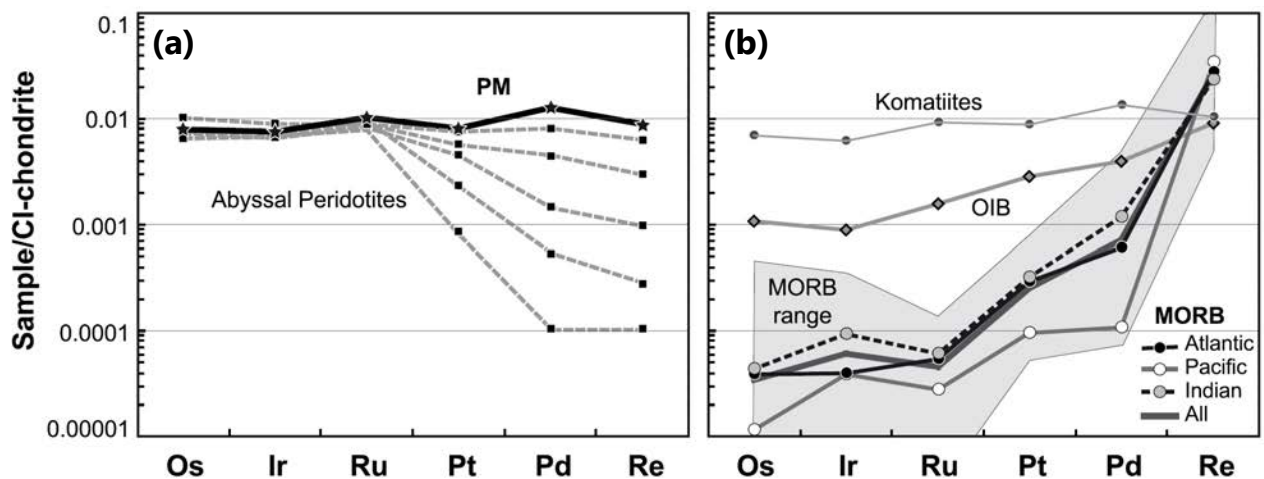 Sample/CI-chondrite
0.1
0.01
0.001
0.0001
0.00001
(a)
PM
Abyssal Peridotites
Os Ir Ru Pt Pd Re
(b)
Komatiites
OIB
MORB
range
MORB
Atlantic
Pacific
Indian
All
Os Ir Ru Pt Pd Re